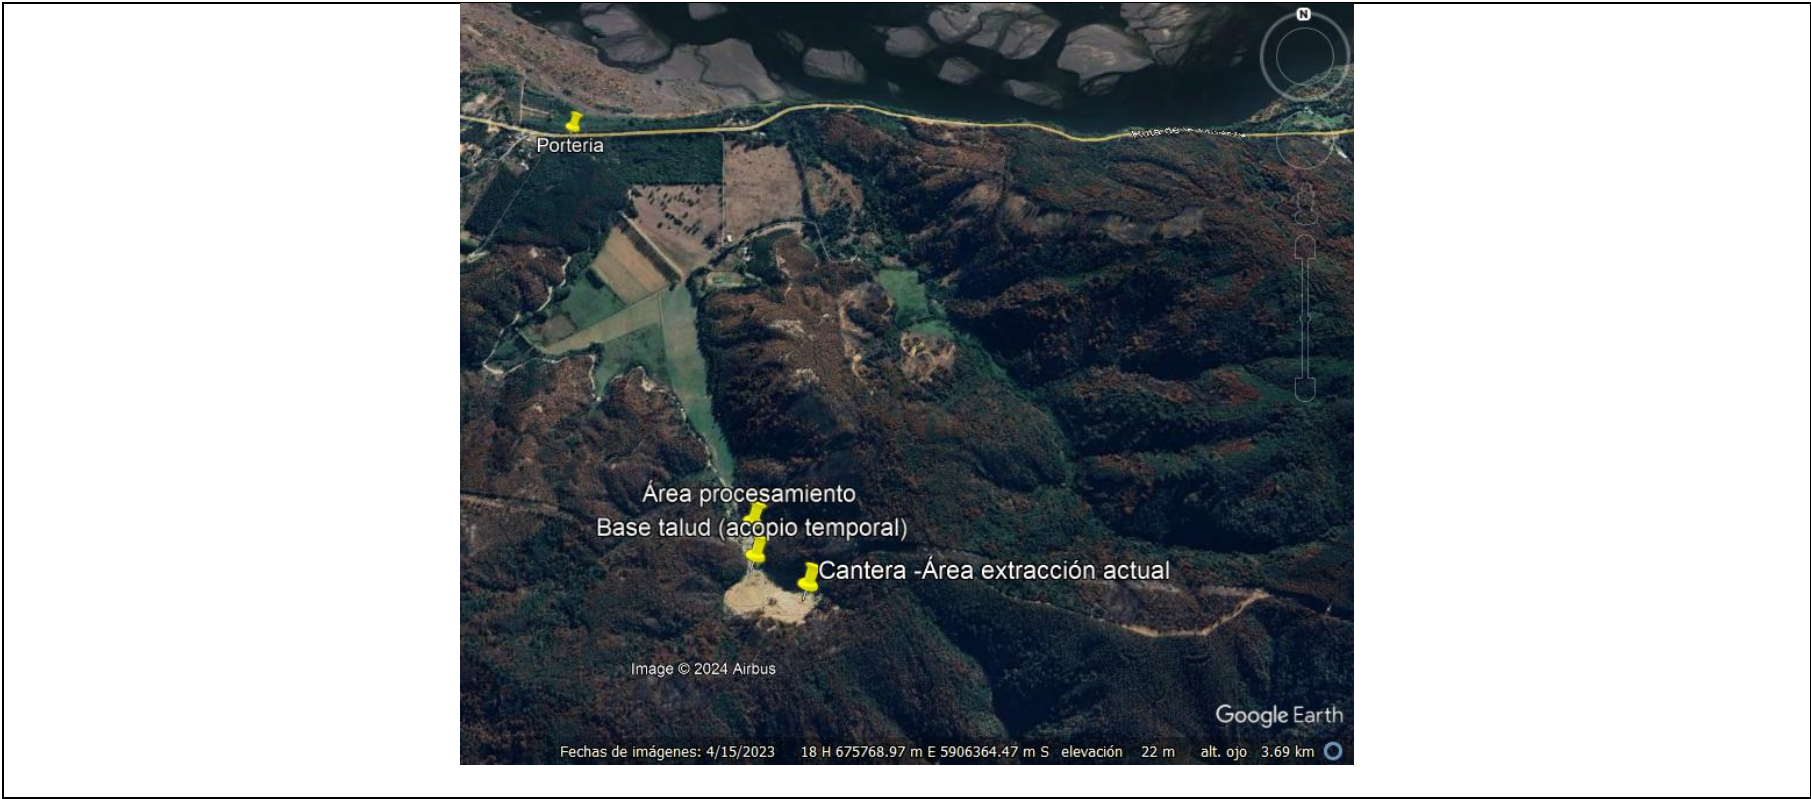 N
Porteria
Área procesamiento
Base talud (acopio temporal)
Cantera -Área extracción actual
Image © 2024 Airbus
Google Earth
Fechas de imágenes: 4/15/2023 18 H 675768.97 m E 5906364.47 m S elevación 22 m alt. ojo 3.69 km